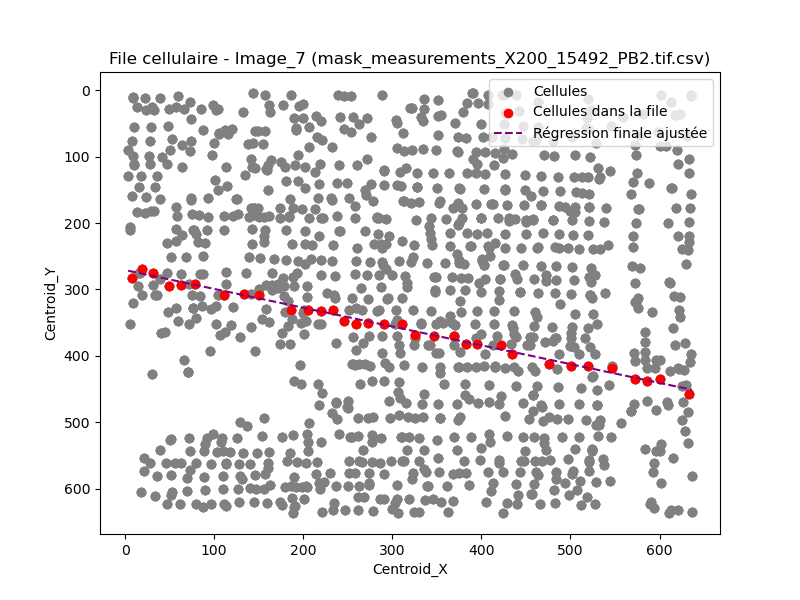 File cellulaire - Image_7 (mask_measurements_X200_15492_PB2.tif.csv)
Cellules
Cellules dans la file
Régression finale ajustée
0
100
200
300
400
500
600
Centroid_Y
0 100 200 300 400 500 600
Centroid_X